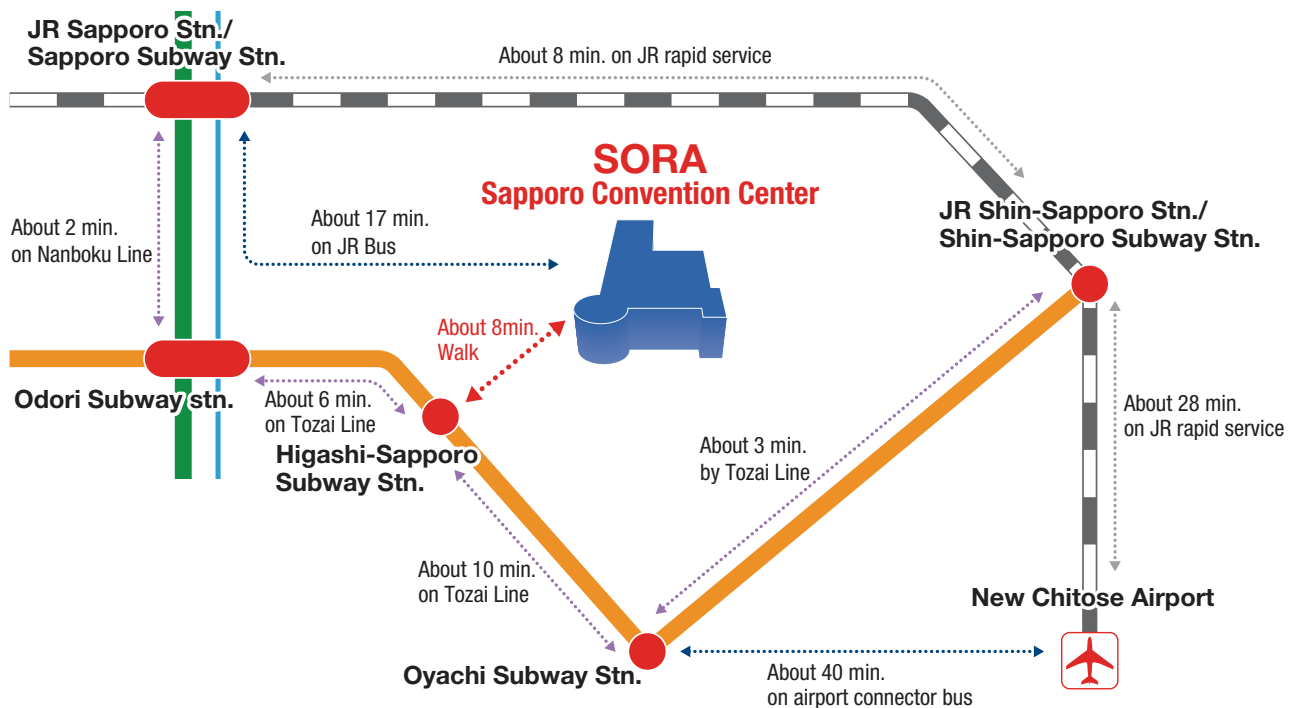 JR Sapporo Stn./
Sapporo Subway Stn.
About 8 min. on JR rapid service
SORA
Sapporo Convention Center
JR Shin-Sapporo Stn./
Shin-Sapporo Subway Stn.
About 2 min.
on Nanboku Line
About 17 min.
on JR Bus
About 8min.
Walk
Odori Subway stn.
About 6 min.
on Tozai Line
Higashi-Sapporo
Subway Stn.
About 3 min.
by Tozai Line
About 28 min.
on JR rapid service
About 10 min.
on Tozai Line
New Chitose Airport
Oyachi Subway Stn.
About 40 min.
on airport connector bus